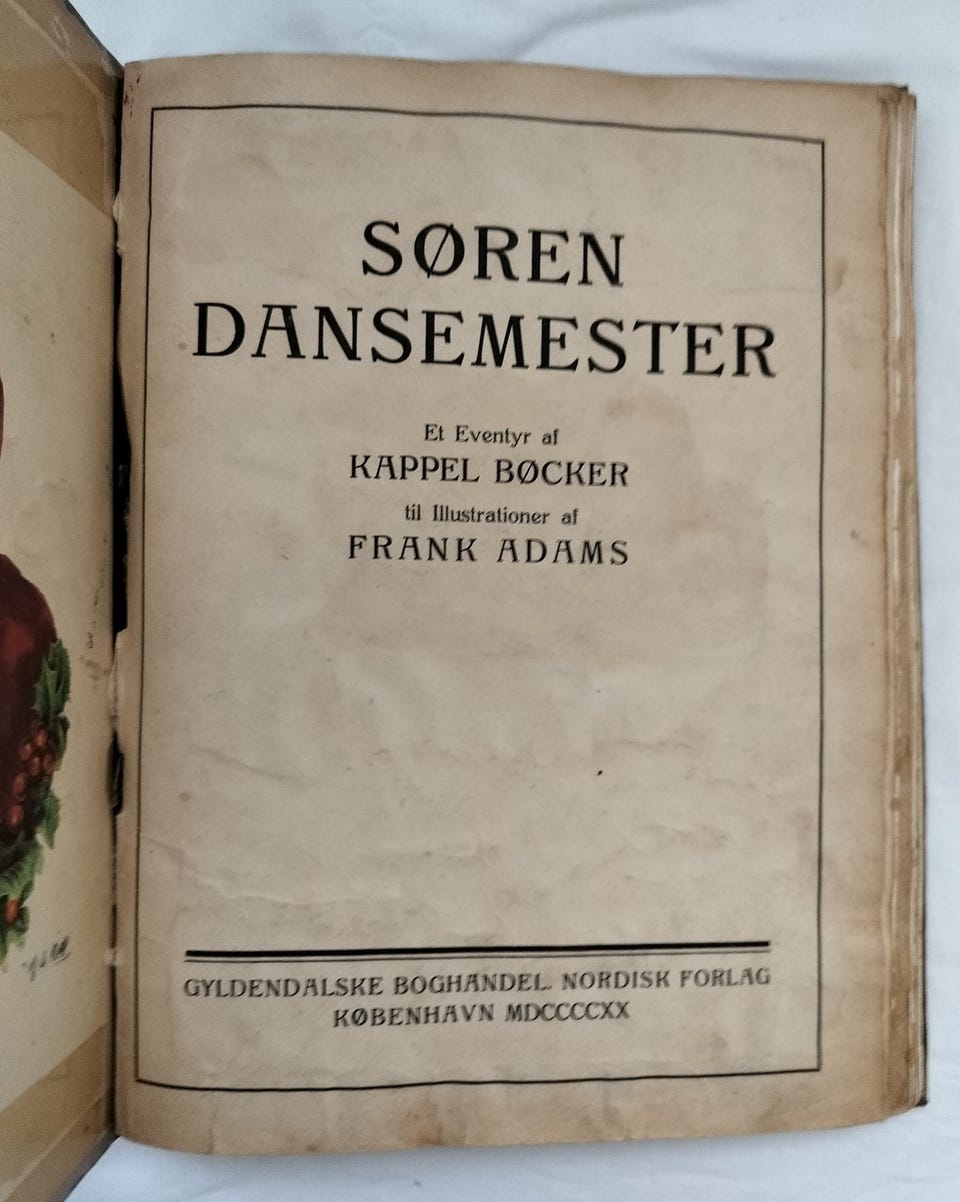 SØREN
DANSEMESTER
Et Eventyr af
KAPPEL BØCKER
til Illustrationer af
FRANK ADAMS
GYLDENDALSKE BOGHANDEL. NORDISK FORLAG
KØBENHAVN MDCCCCXX